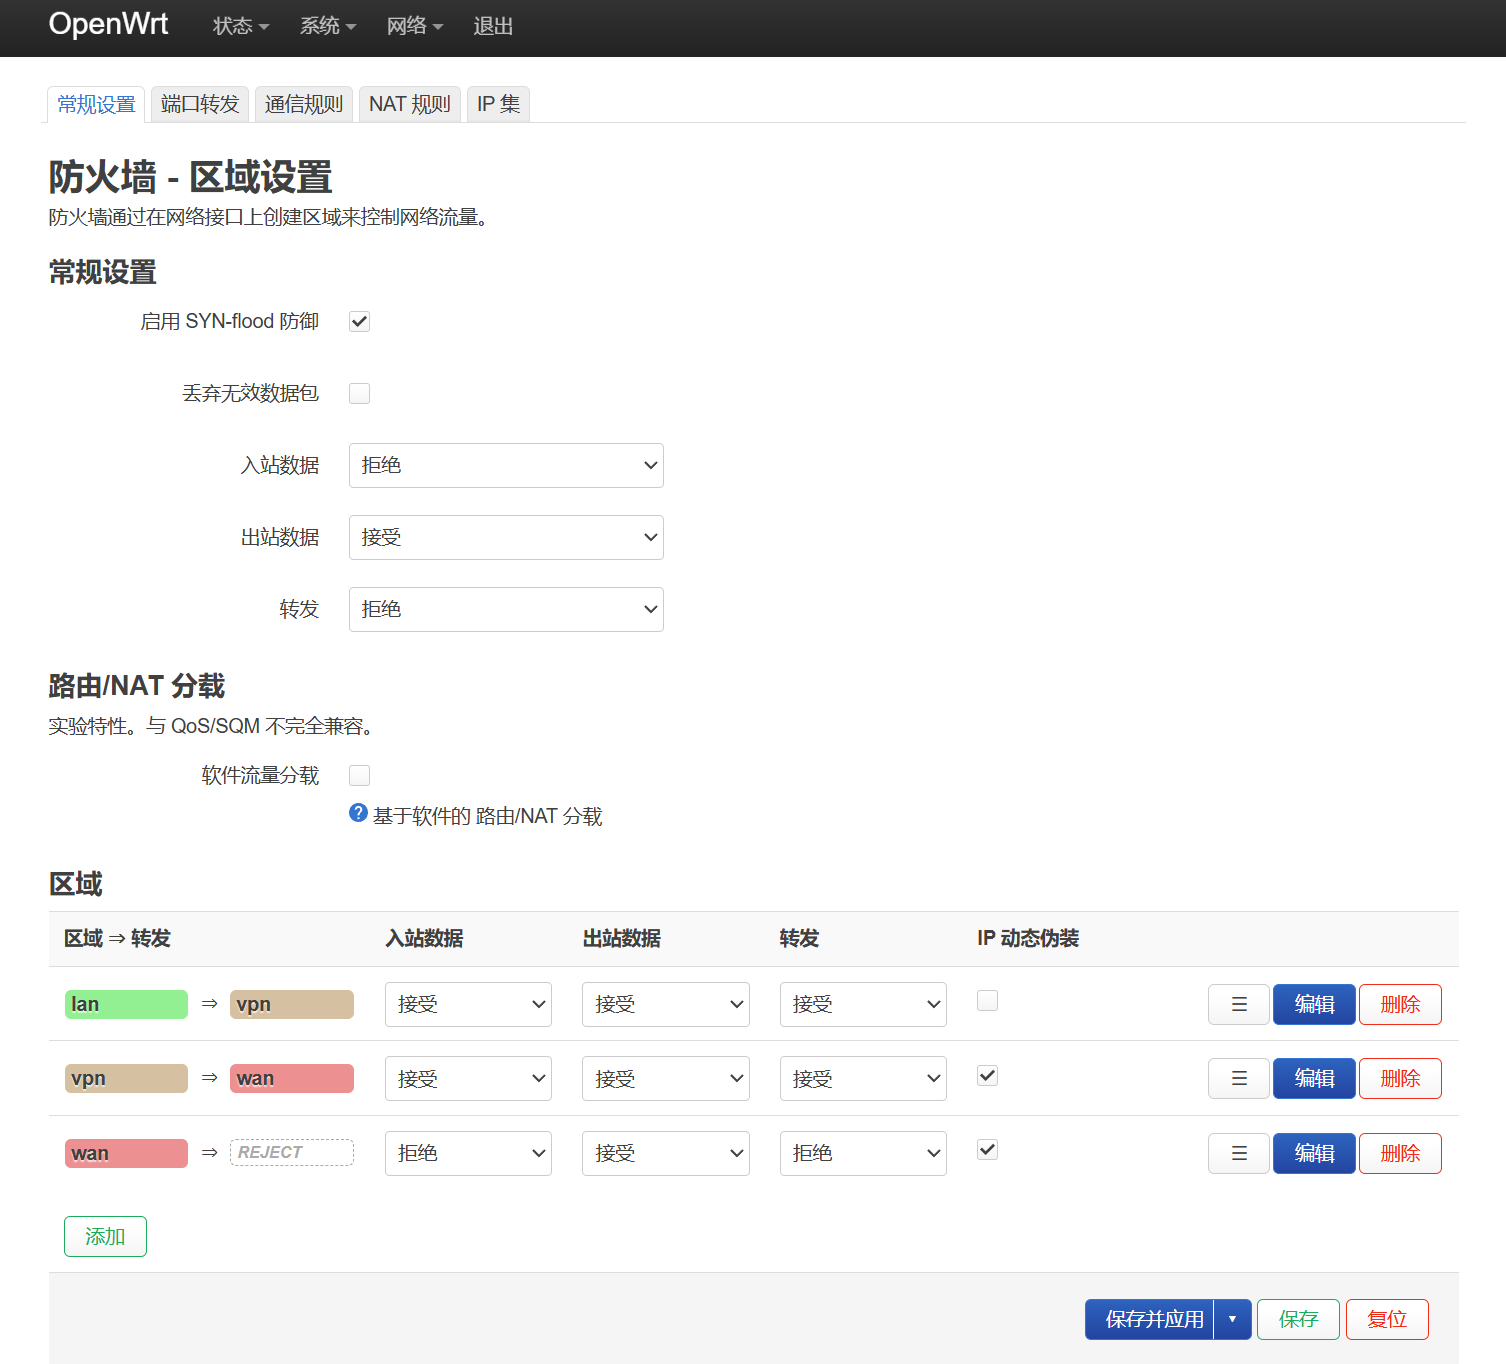 OpenWrt 状态 系统 网络 退出
常规设置 端口转发 通信规则 NAT 规则 IP 集
防火墙 - 区域设置
防火墙通过在网络接口上创建区域来控制网络流量。
常规设置
启用 SYN-flood 防御
丢弃无效数据包
入站数据 拒绝
出站数据 接受
转发 拒绝
路由/NAT 分载
实验特性。与 QoS/SQM 不完全兼容。
软件流量分载
基于软件的 路由/NAT 分载
区域
区域 ⇒ 转发 入站数据 出站数据 转发 IP 动态伪装
lan ⇒ vpn 接受 接受 接受 ☰ 编辑 删除
vpn ⇒ wan 接受 接受 接受 ☰ 编辑 删除
wan ⇒ REJECT 拒绝 接受 拒绝 ☰ 编辑 删除
添加
保存并应用 ▾ 保存 复位